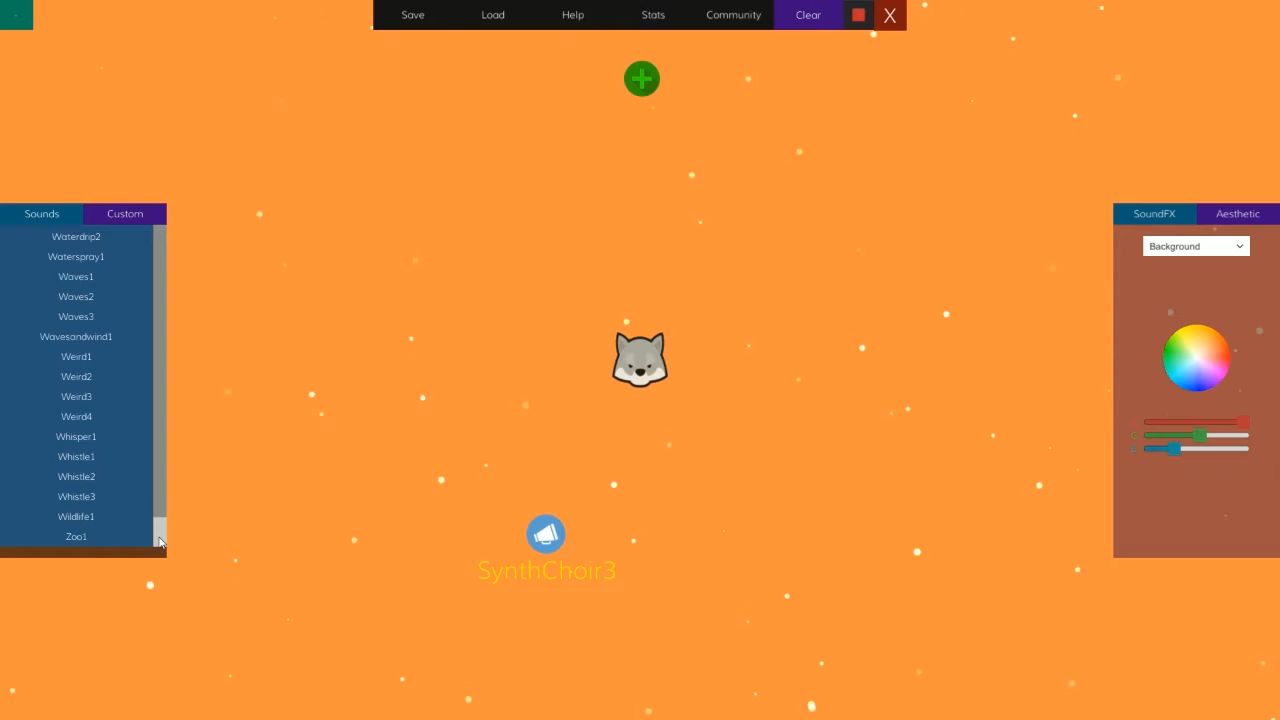 Save Load Help Stats Community Clear X
Sounds Custom
Waterdrip2
Waterspray1
Waves1
Waves2
Waves3
Wavesandwind1
Weird1
Weird2
Weird3
Weird4
Whisper1
Whistle1
Whistle2
Whistle3
Wildlife1
Zoo1
SynthChoir3
SoundFX Aesthetic
Background